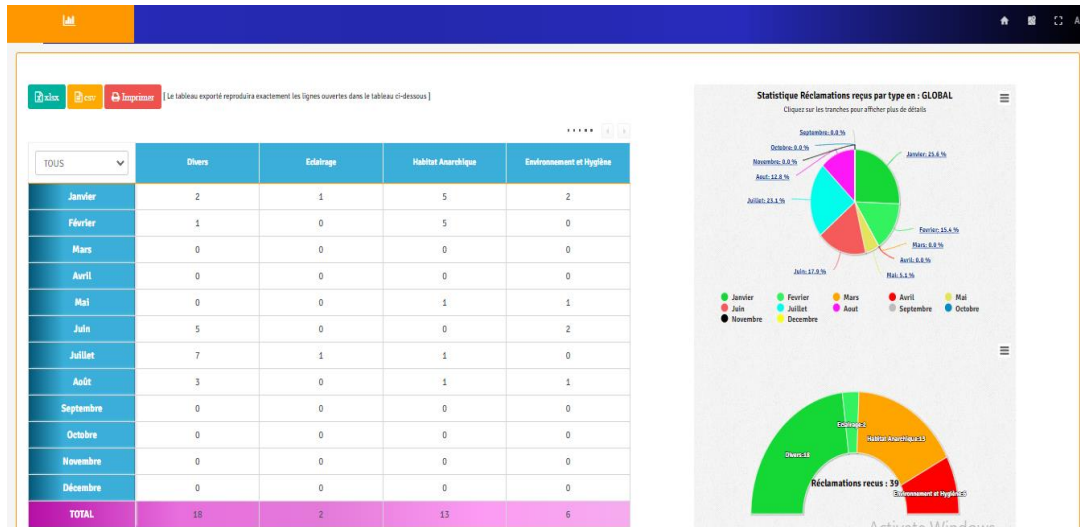 A
xlsx csv Imprimer [ Le tableau exporté reproduira exactement les lignes ouvertes dans le tableau ci-dessous ]
TOUS Divers Eclairage Habitat Anarchique Environnement et Hygiène
Janvier 2 1 5 2
Février 1 0 5 0
Mars 0 0 0 0
Avril 0 0 0 0
Mai 0 0 1 1
Juin 5 0 0 2
Juillet 7 1 1 0
Août 3 0 1 1
Septembre 0 0 0 0
Octobre 0 0 0 0
Novembre 0 0 0 0
Décembre 0 0 0 0
TOTAL 18 2 13 6
Statistique Réclamations reçus par type en : GLOBAL
Cliquez sur les tranches pour afficher plus de détails
Septembre: 0.0 %
Octobre: 0.0 %
Novembre: 0.0 %
Aout: 12.8 %
Juillet: 23.1 %
Juin: 17.9 %
Janvier: 25.6 %
Fevrier: 15.4 %
Mars: 0.0 %
Avril: 0.0 %
Mai: 5.1 %
Janvier Fevrier Mars Avril Mai
Juin Juillet Aout Septembre Octobre
Novembre Decembre
Eclairage:2
Habitat Anarchique:13
Divers:18
Réclamations recus : 39
Environnement et Hygiène:6
Activate Windows